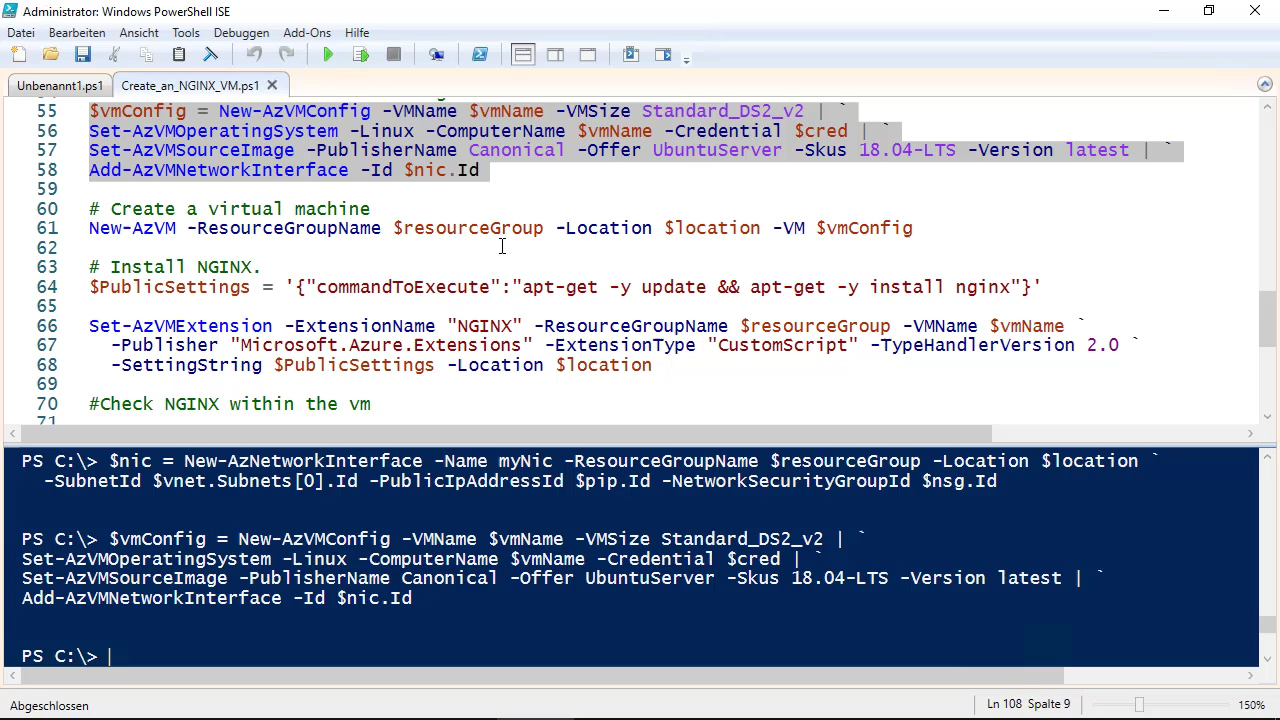 Administrator: Windows PowerShell ISE
Datei Bearbeiten Ansicht Tools Debuggen Add-Ons Hilfe
Unbenannt1.ps1 Create_an_NGINX_VM.ps1
55 $vmConfig = New-AzVMConfig -VMName $vmName -VMSize Standard_DS2_v2 | `
56 Set-AzVMOperatingSystem -Linux -ComputerName $vmName -Credential $cred | `
57 Set-AzVMSourceImage -PublisherName Canonical -Offer UbuntuServer -Skus 18.04-LTS -Version latest | `
58 Add-AzVMNetworkInterface -Id $nic.Id
59
60 # Create a virtual machine
61 New-AzVM -ResourceGroupName $resourceGroup -Location $location -VM $vmConfig
62
63 # Install NGINX.
64 $PublicSettings = '{"commandToExecute":"apt-get -y update && apt-get -y install nginx"}'
65
66 Set-AzVMExtension -ExtensionName "NGINX" -ResourceGroupName $resourceGroup -VMName $vmName `
67 -Publisher "Microsoft.Azure.Extensions" -ExtensionType "CustomScript" -TypeHandlerVersion 2.0 `
68 -SettingString $PublicSettings -Location $location
69
70 #Check NGINX within the vm
71
PS C:\> $nic = New-AzNetworkInterface -Name myNic -ResourceGroupName $resourceGroup -Location $location `
-SubnetId $vnet.Subnets[0].Id -PublicIpAddressId $pip.Id -NetworkSecurityGroupId $nsg.Id
PS C:\> $vmConfig = New-AzVMConfig -VMName $vmName -VMSize Standard_DS2_v2 | `
Set-AzVMOperatingSystem -Linux -ComputerName $vmName -Credential $cred | `
Set-AzVMSourceImage -PublisherName Canonical -Offer UbuntuServer -Skus 18.04-LTS -Version latest | `
Add-AzVMNetworkInterface -Id $nic.Id
PS C:\>
Abgeschlossen Ln 108 Spalte 9 150%